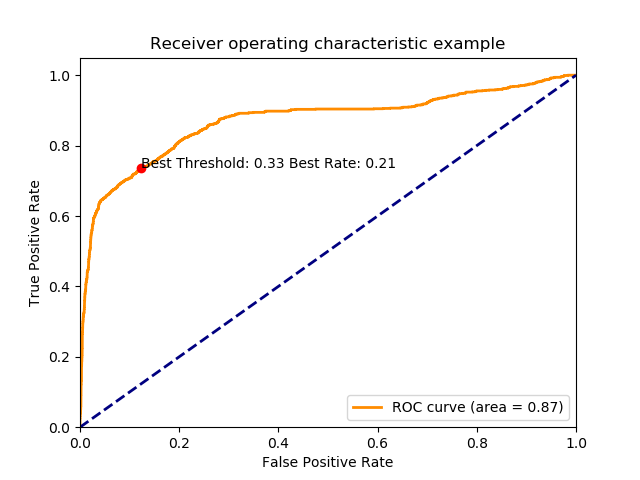 Receiver operating characteristic example
1.0
0.8
0.6
0.4
0.2
0.0
True Positive Rate
Best Threshold: 0.33 Best Rate: 0.21
ROC curve (area = 0.87)
0.0 0.2 0.4 0.6 0.8 1.0
False Positive Rate